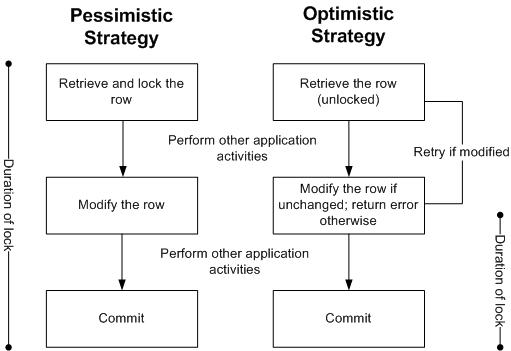 Pessimistic
Strategy
Optimistic
Strategy
Retrieve and lock the
row
Retrieve the row
(unlocked)
Perform other application
activities
Retry if modified
Duration of lock
Modify the row
Modify the row if
unchanged; return error
otherwise
Perform other application
activities
Duration of lock
Commit
Commit